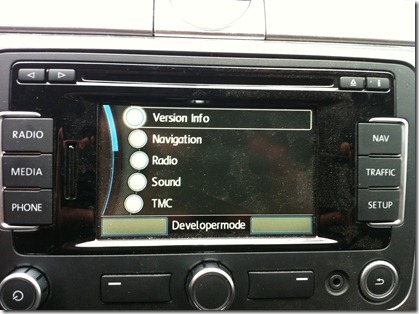 RADIO
MEDIA
PHONE
Version Info
Navigation
Radio
Sound
TMC
Developermode
NAV
TRAFFIC
SETUP